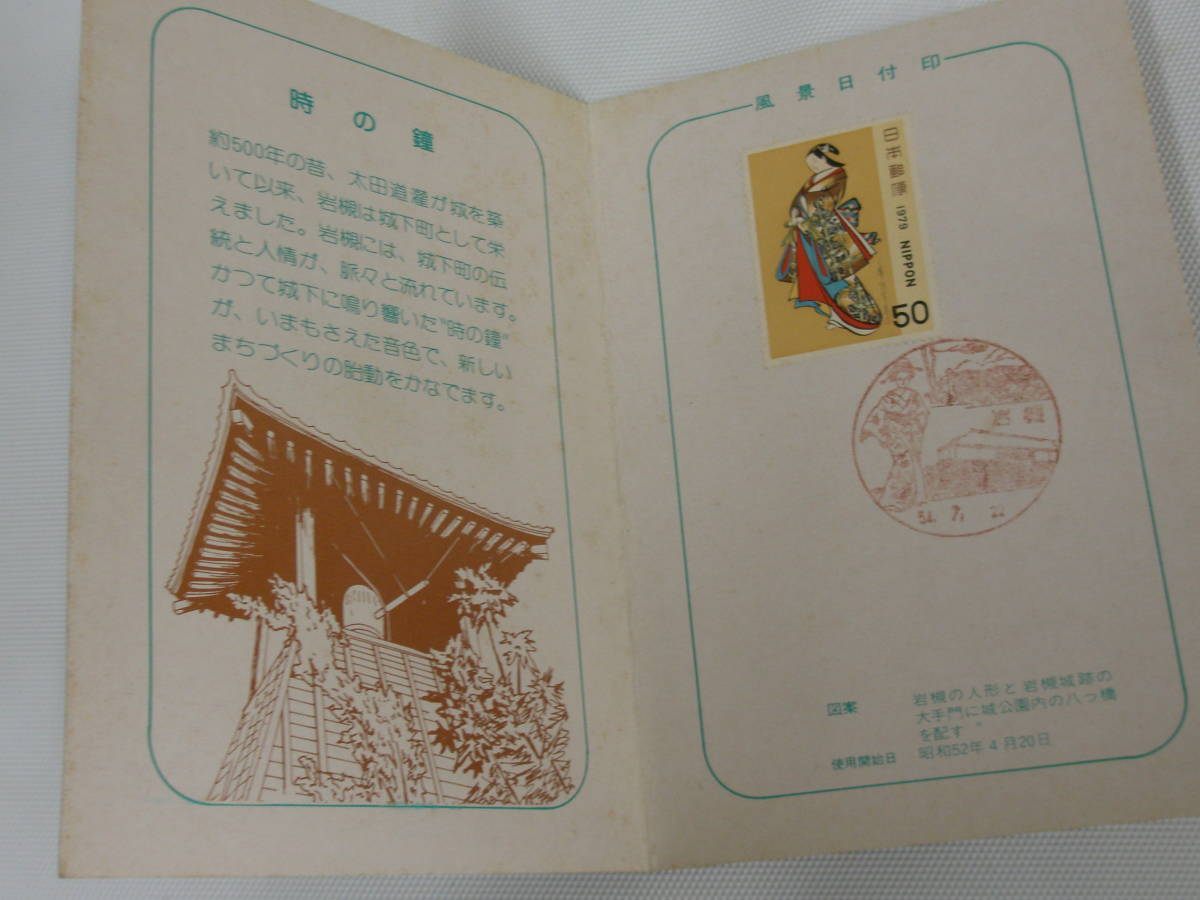 時の鐘
約500年の昔、太田道灌が城を築
いて以来、岩槻は城下町として栄
えました。岩槻には、城下町の伝
統と人情が、脈々と流れています。
かつて城下に鳴り響いた"時の鐘"
が、いまもさえた音色で、新しい
まちづくりの胎動をかなでます。
風景日付印
日本郵便 1979 NIPPON
50
岩槻
54. 7.
図案 岩槻の人形と岩槻城跡の
大手門に城公園内の八っ橋
を配す
使用開始日 昭和52年4月20日